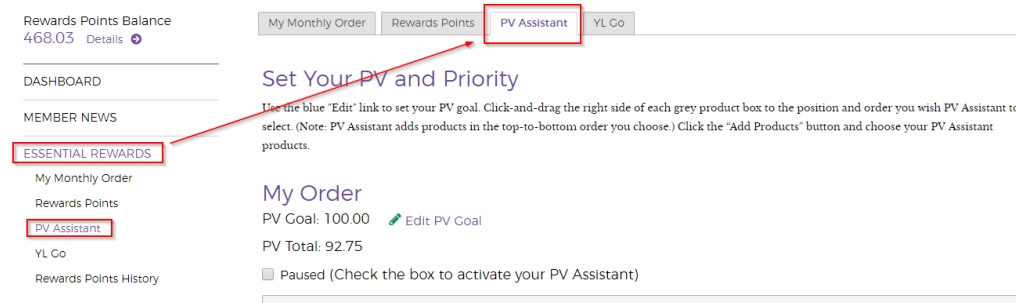 Rewards Points Balance
468.03 Details
DASHBOARD
MEMBER NEWS
ESSENTIAL REWARDS
My Monthly Order
Rewards Points
PV Assistant
YL Go
Rewards Points History
My Monthly Order Rewards Points PV Assistant YL Go
Set Your PV and Priority
Use the blue "Edit" link to set your PV goal. Click-and-drag the right side of each grey product box to the position and order you wish PV Assistant to
select. (Note: PV Assistant adds products in the top-to-bottom order you choose.) Click the "Add Products" button and choose your PV Assistant
products.
My Order
PV Goal: 100.00 Edit PV Goal
PV Total: 92.75
Paused (Check the box to activate your PV Assistant)